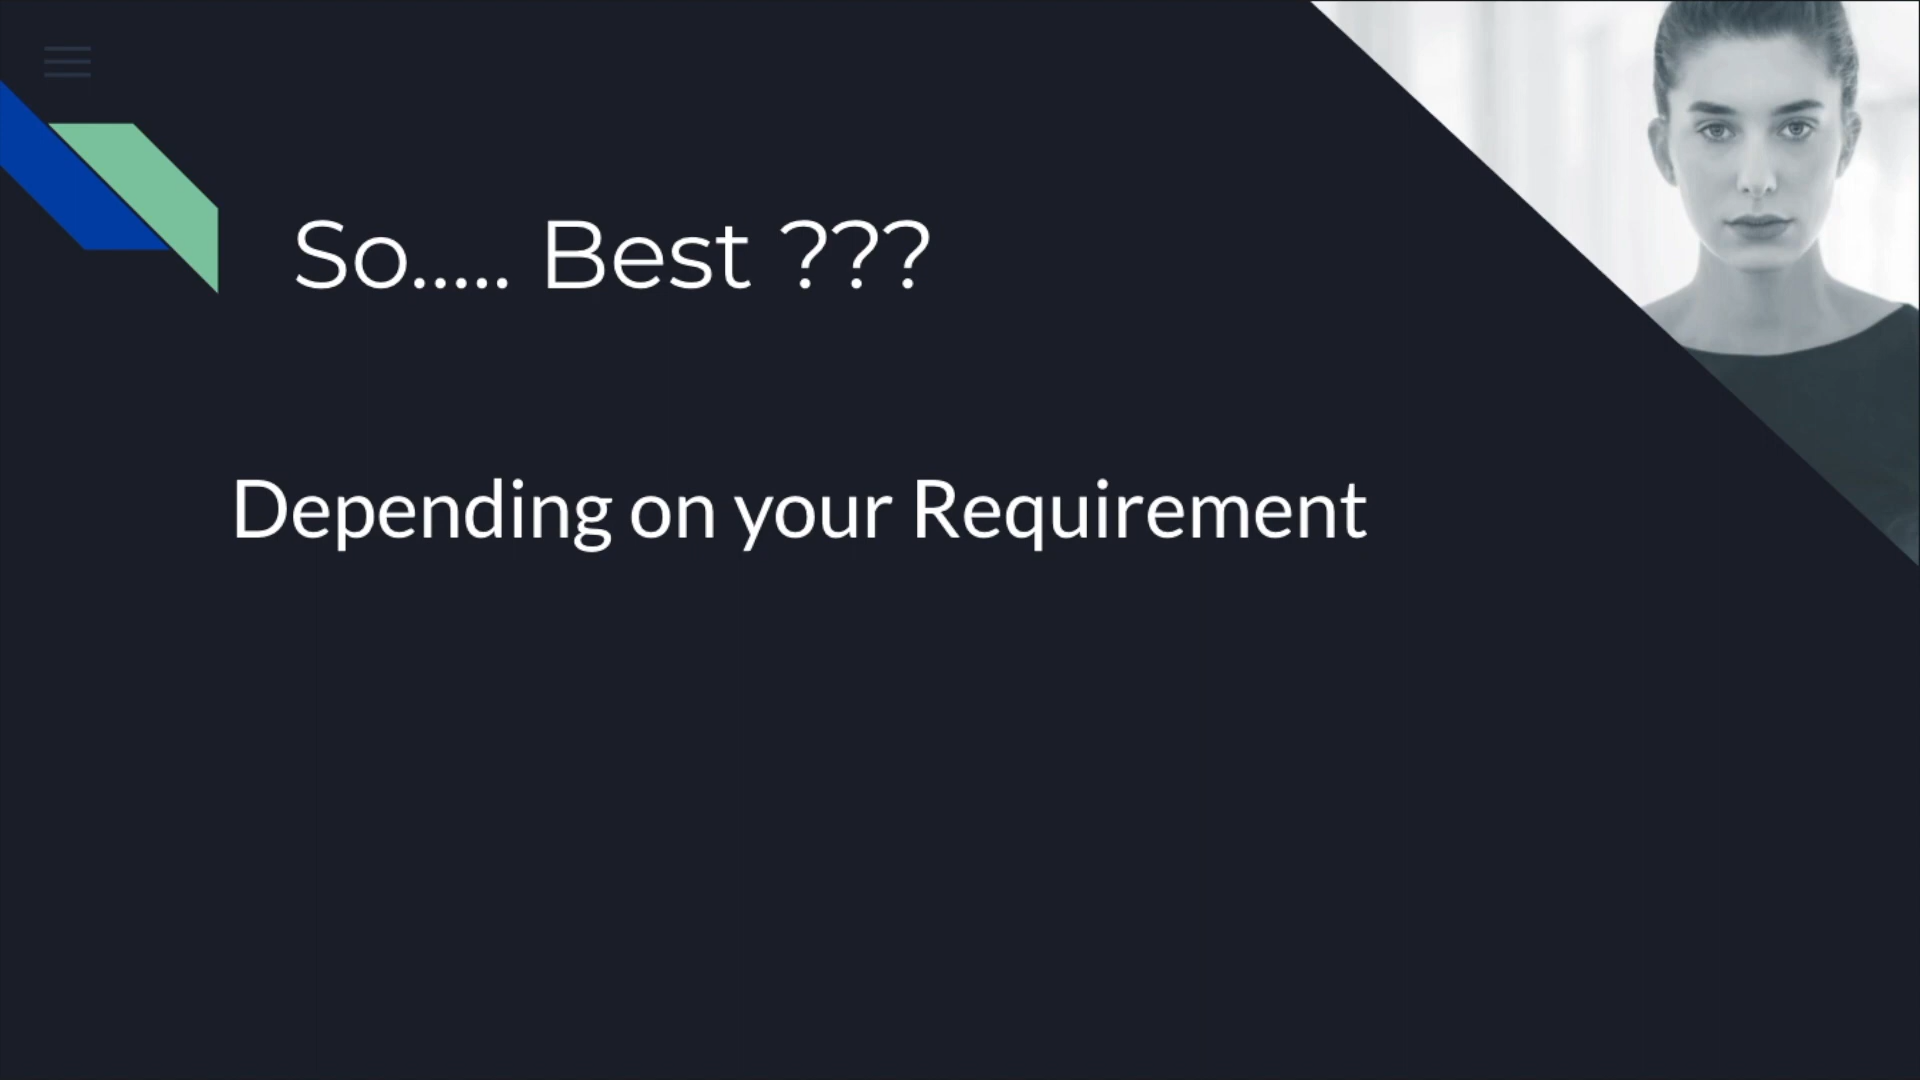 So..... Best ???
Depending on your Requirement